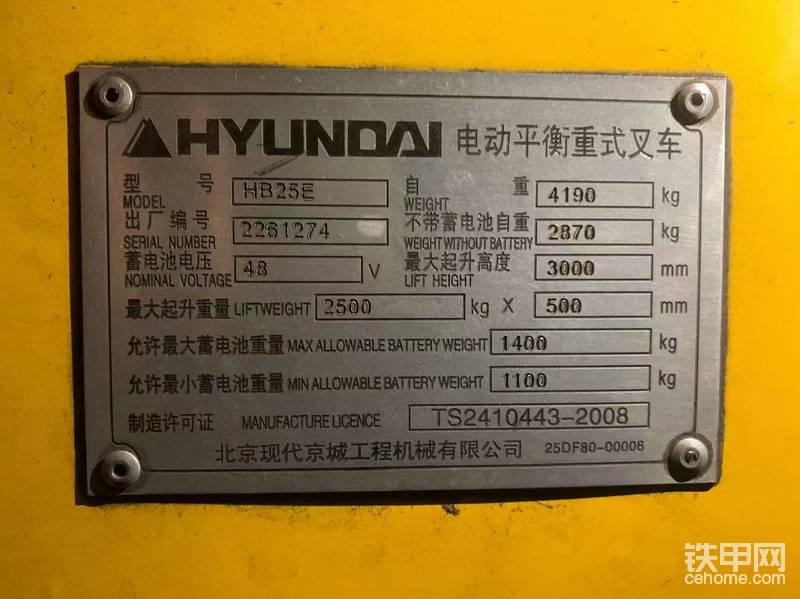 HYUNDAI 电动平衡重式叉车
型 号 MODEL HB25E 自 重 WEIGHT 4190 kg
出厂编号 SERIAL NUMBER 2261274 不带蓄电池自重 WEIGHT WITHOUT BATTERY 2870 kg
蓄电池电压 NOMINAL VOLTAGE 48 V 最大起升高度 LIFT HEIGHT 3000 mm
最大起升重量 LIFTWEIGHT 2500 kg X 500 mm
允许最大蓄电池重量 MAX ALLOWABLE BATTERY WEIGHT 1400 kg
允许最小蓄电池重量 MIN ALLOWABLE BATTERY WEIGHT 1100 kg
制造许可证 MANUFACTURE LICENCE TS2410443-2008
北京现代京城工程机械有限公司 25DF80-00006
铁甲网
cehome.com